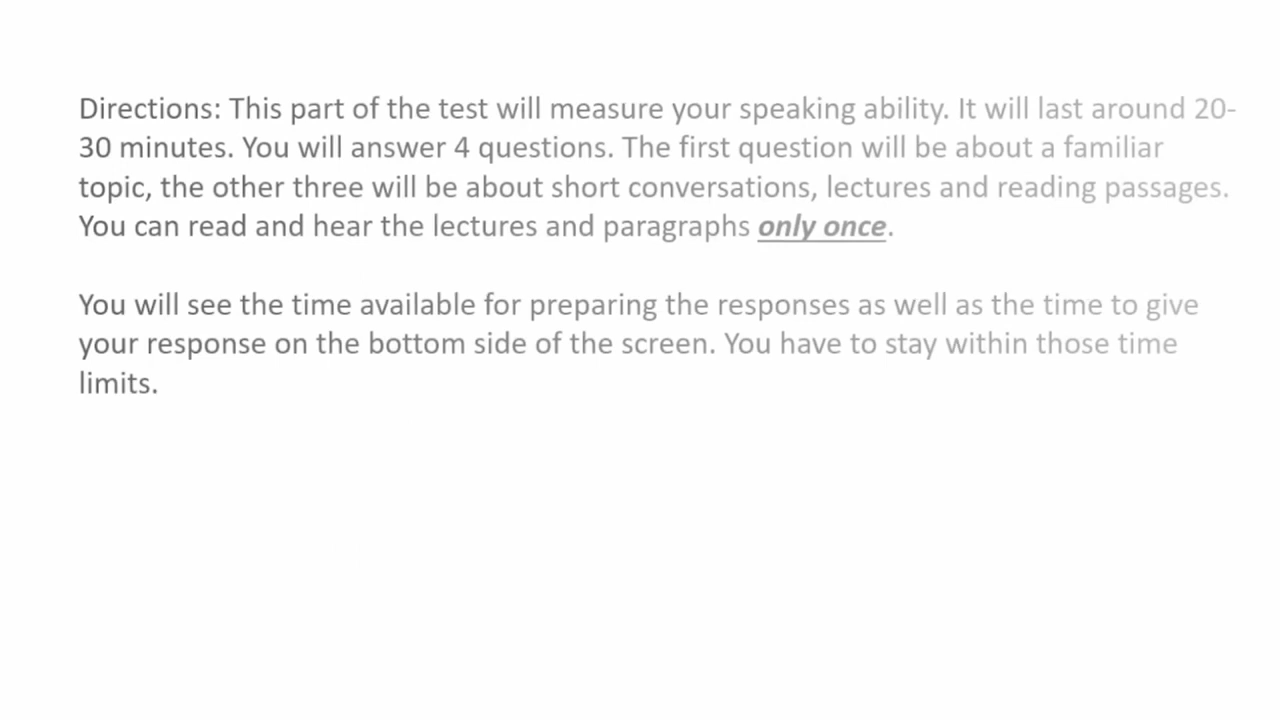 Directions: This part of the test will measure your speaking ability. It will last around 20-
30 minutes. You will answer 4 questions. The first question will be about a familiar
topic, the other three will be about short conversations, lectures and reading passages.
You can read and hear the lectures and paragraphs only once.
You will see the time available for preparing the responses as well as the time to give
your response on the bottom side of the screen. You have to stay within those time
limits.